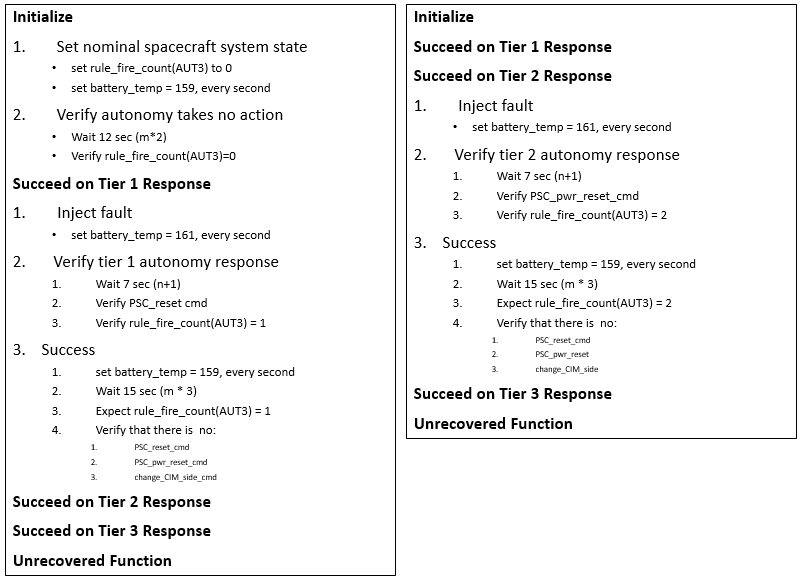 Initialize
1. Set nominal spacecraft system state
• set rule_fire_count(AUT3) to 0
• set battery_temp = 159, every second
2. Verify autonomy takes no action
• Wait 12 sec (m*2)
• Verify rule_fire_count(AUT3)=0
Succeed on Tier 1 Response
1. Inject fault
• set battery_temp = 161, every second
2. Verify tier 1 autonomy response
1. Wait 7 sec (n+1)
2. Verify PSC_reset cmd
3. Verify rule_fire_count(AUT3) = 1
3. Success
1. set battery_temp = 159, every second
2. Wait 15 sec (m * 3)
3. Expect rule_fire_count(AUT3) = 1
4. Verify that there is no:
1. PSC_reset_cmd
2. PSC_pwr_reset_cmd
3. change_CIM_side_cmd
Succeed on Tier 2 Response
Succeed on Tier 3 Response
Unrecovered Function
Initialize
Succeed on Tier 1 Response
Succeed on Tier 2 Response
1. Inject fault
• set battery_temp = 161, every second
2. Verify tier 2 autonomy response
1. Wait 7 sec (n+1)
2. Verify PSC_pwr_reset_cmd
3. Verify rule_fire_count(AUT3) = 2
3. Success
1. set battery_temp = 159, every second
2. Wait 15 sec (m * 3)
3. Expect rule_fire_count(AUT3) = 2
4. Verify that there is no:
1. PSC_reset_cmd
2. PSC_pwr_reset
3. change_CIM_side
Succeed on Tier 3 Response
Unrecovered Function